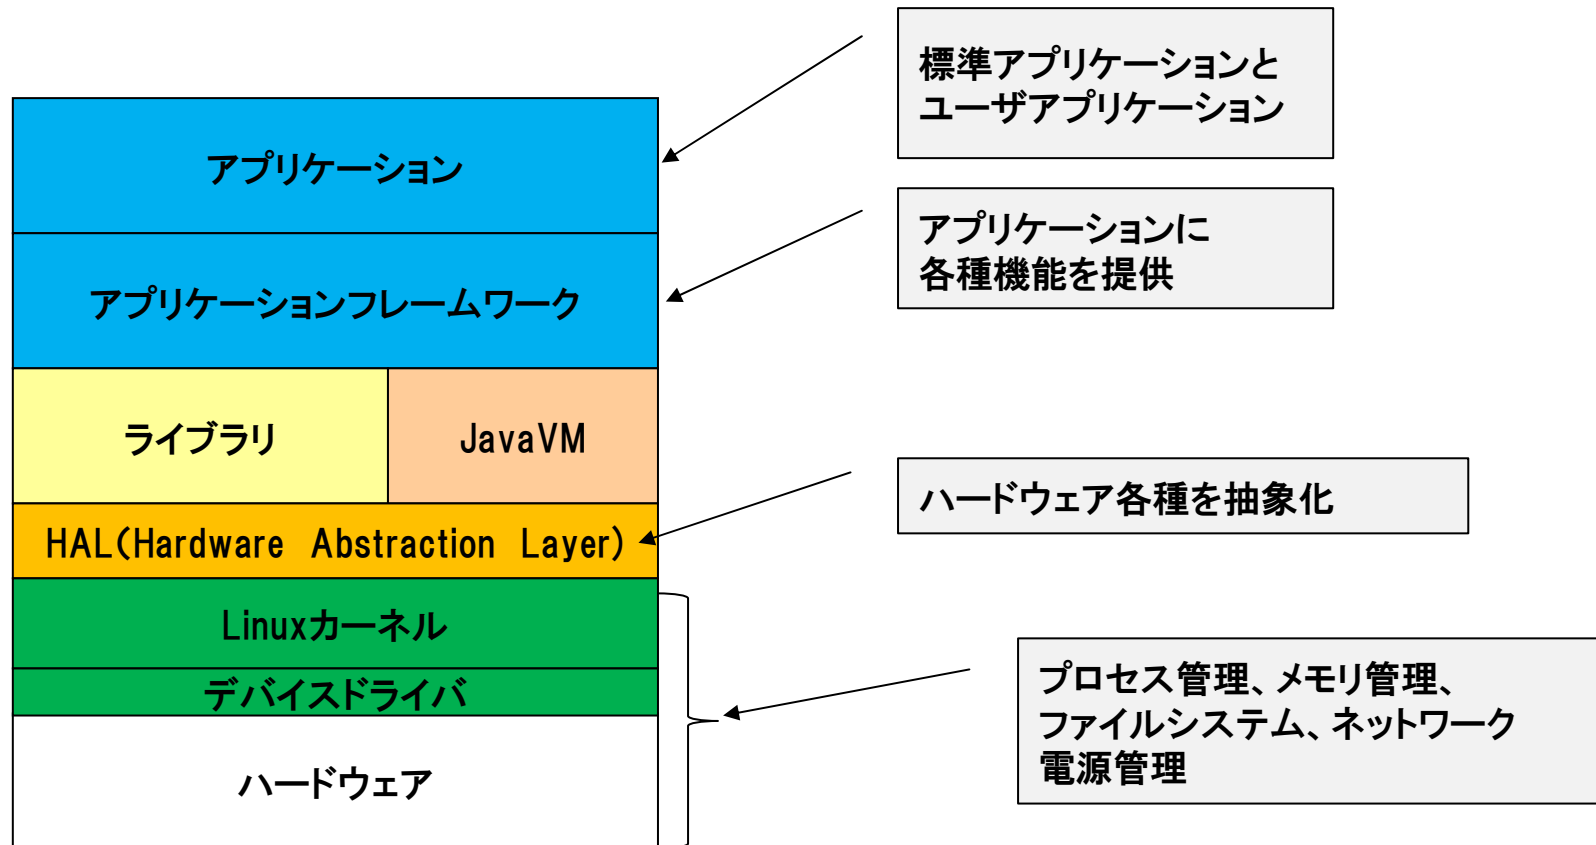 標準アプリケーションと
ユーザアプリケーション
アプリケーション
アプリケーションに
各種機能を提供
アプリケーションフレームワーク
ライブラリ
JavaVM
ハードウェア各種を抽象化
HAL(Hardware Abstraction Layer)
Linuxカーネル
プロセス管理、メモリ管理、
ファイルシステム、ネットワーク
電源管理
デバイスドライバ
ハードウェア